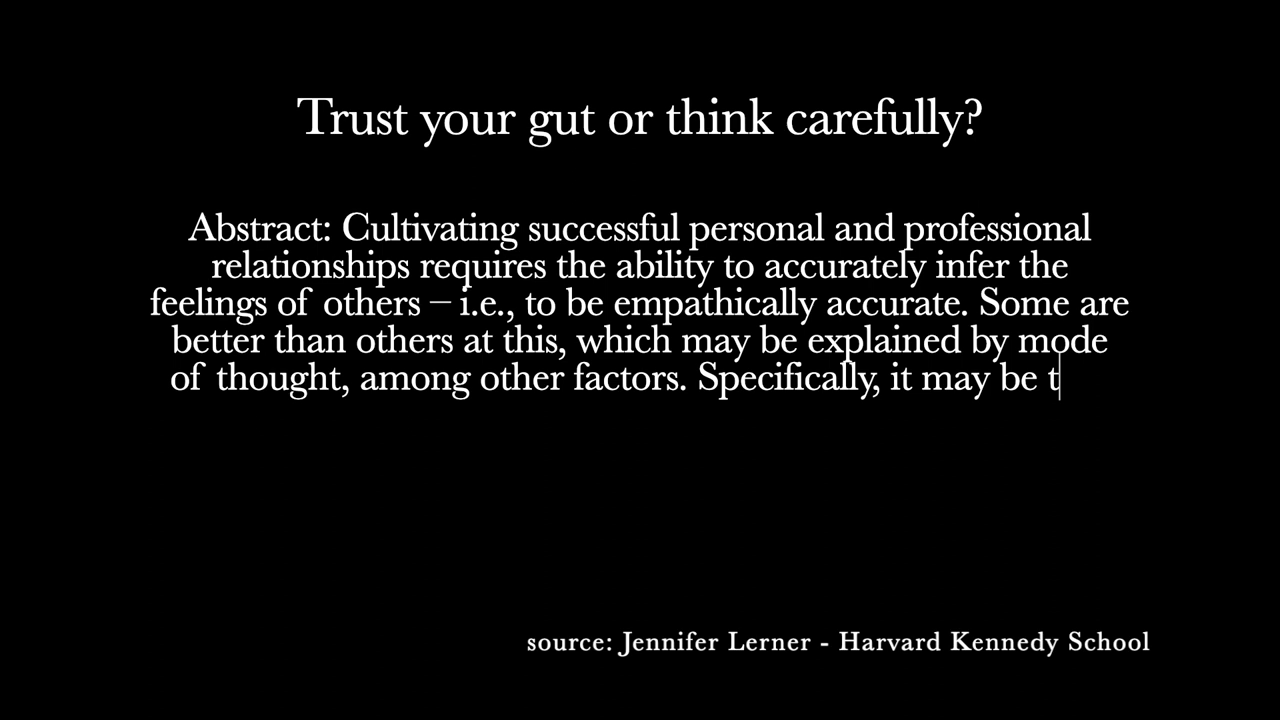 Trust your gut or think carefully?
Abstract: Cultivating successful personal and professional
relationships requires the ability to accurately infer the
feelings of others – i.e., to be empathically accurate. Some are
better than others at this, which may be explained by mode
of thought, among other factors. Specifically, it may be t
source: Jennifer Lerner - Harvard Kennedy School